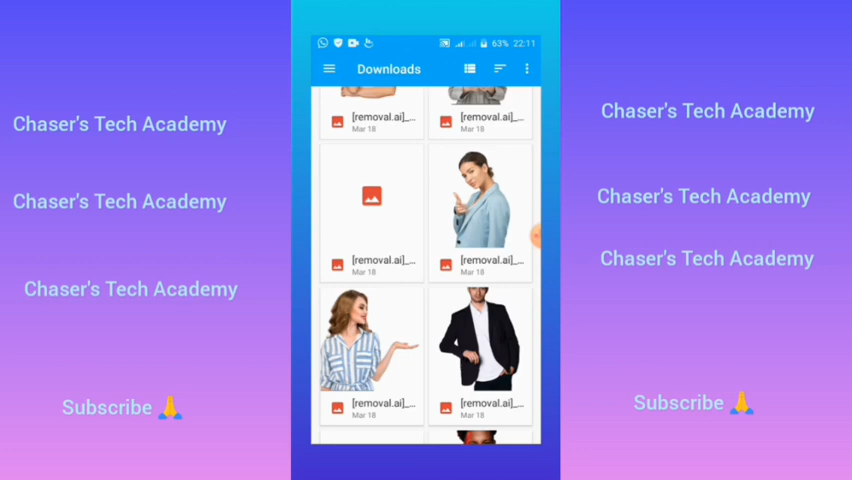 63% 22:11
Downloads
Chaser's Tech Academy
Chaser's Tech Academy
Chaser's Tech Academy
Subscribe 🙏
[removal.ai]_...
Mar 18
[removal.ai]_...
Mar 18
[removal.ai]_...
Mar 18
[removal.ai]_...
Mar 18
[removal.ai]_...
Mar 18
[removal.ai]_...
Mar 18
Chaser's Tech Academy
Chaser's Tech Academy
Chaser's Tech Academy
Subscribe 🙏